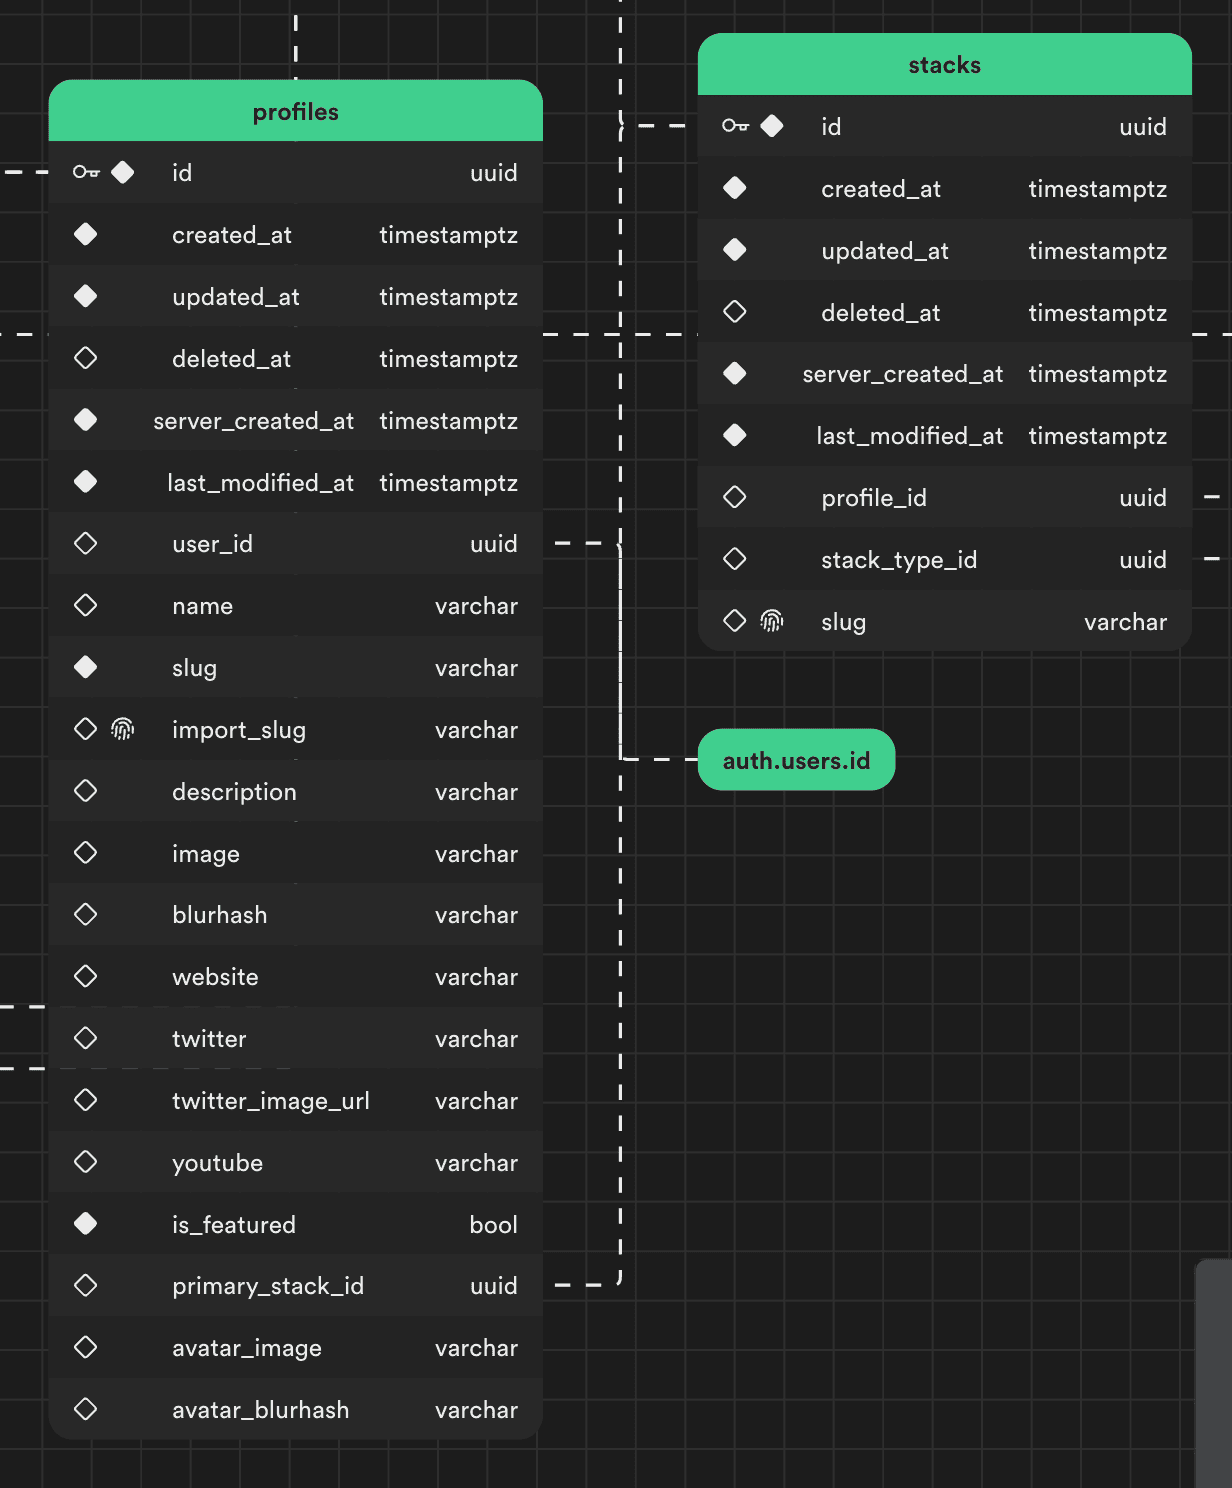 profiles
id uuid
created_at timestamptz
updated_at timestamptz
deleted_at timestamptz
server_created_at timestamptz
last_modified_at timestamptz
user_id uuid
name varchar
slug varchar
import_slug varchar
description varchar
image varchar
blurhash varchar
website varchar
twitter varchar
twitter_image_url varchar
youtube varchar
is_featured bool
primary_stack_id uuid
avatar_image varchar
avatar_blurhash varchar
stacks
id uuid
created_at timestamptz
updated_at timestamptz
deleted_at timestamptz
server_created_at timestamptz
last_modified_at timestamptz
profile_id uuid
stack_type_id uuid
slug varchar
auth.users.id